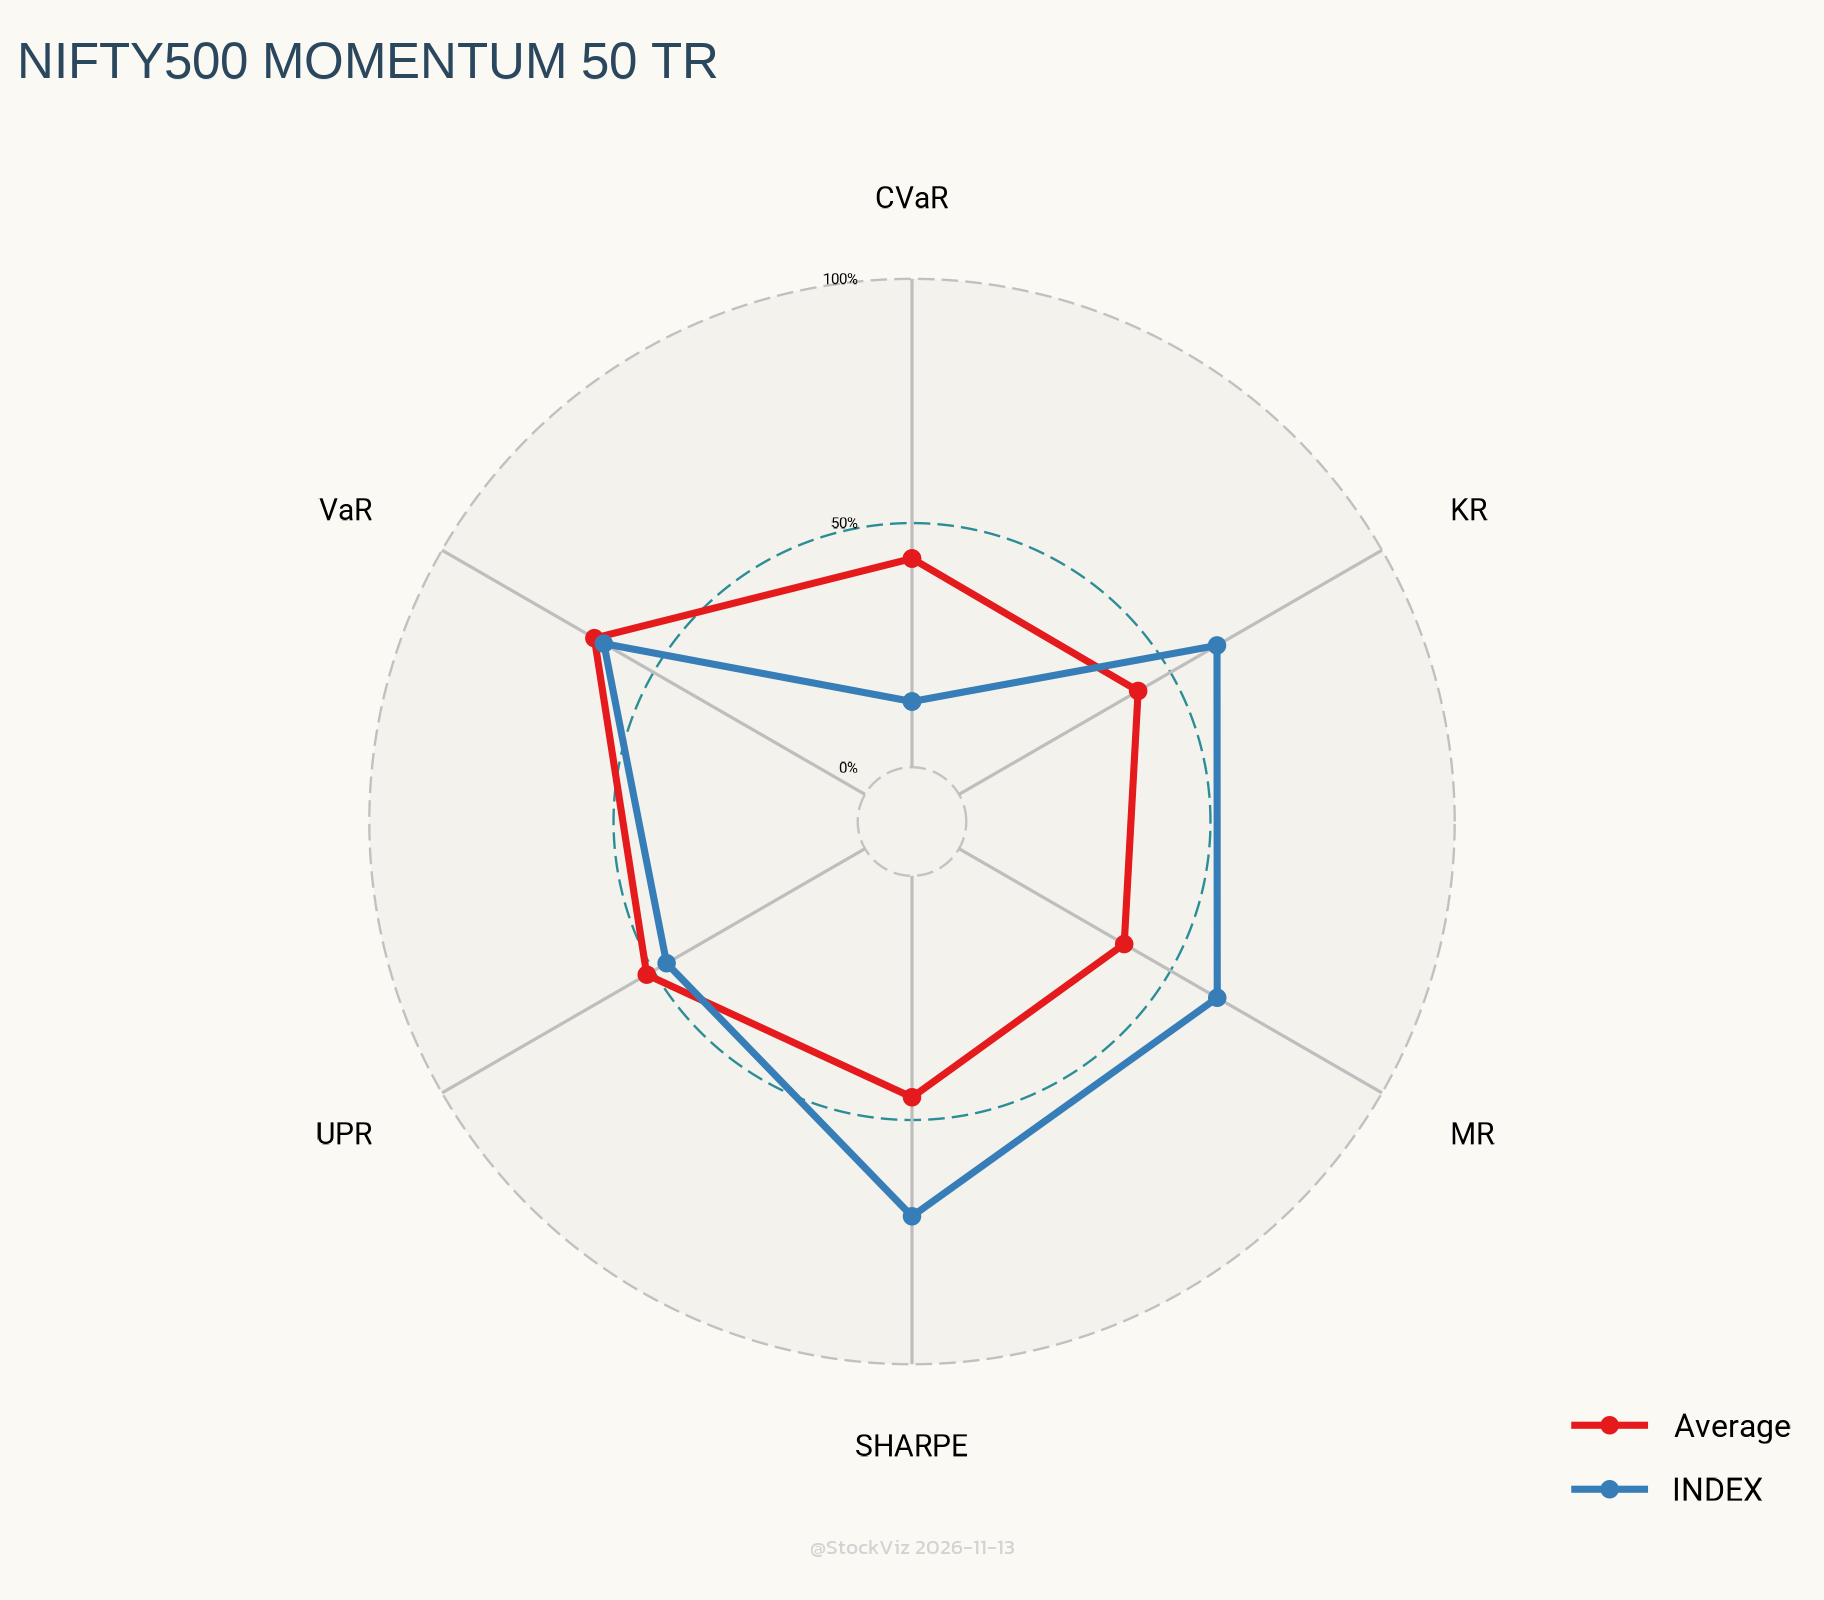 NIFTY500 MOMENTUM 50 TR
CVaR
100%
VaR
KR
50%
0%
UPR
MR
SHARPE
Average
INDEX
@StockViz 2026-11-13